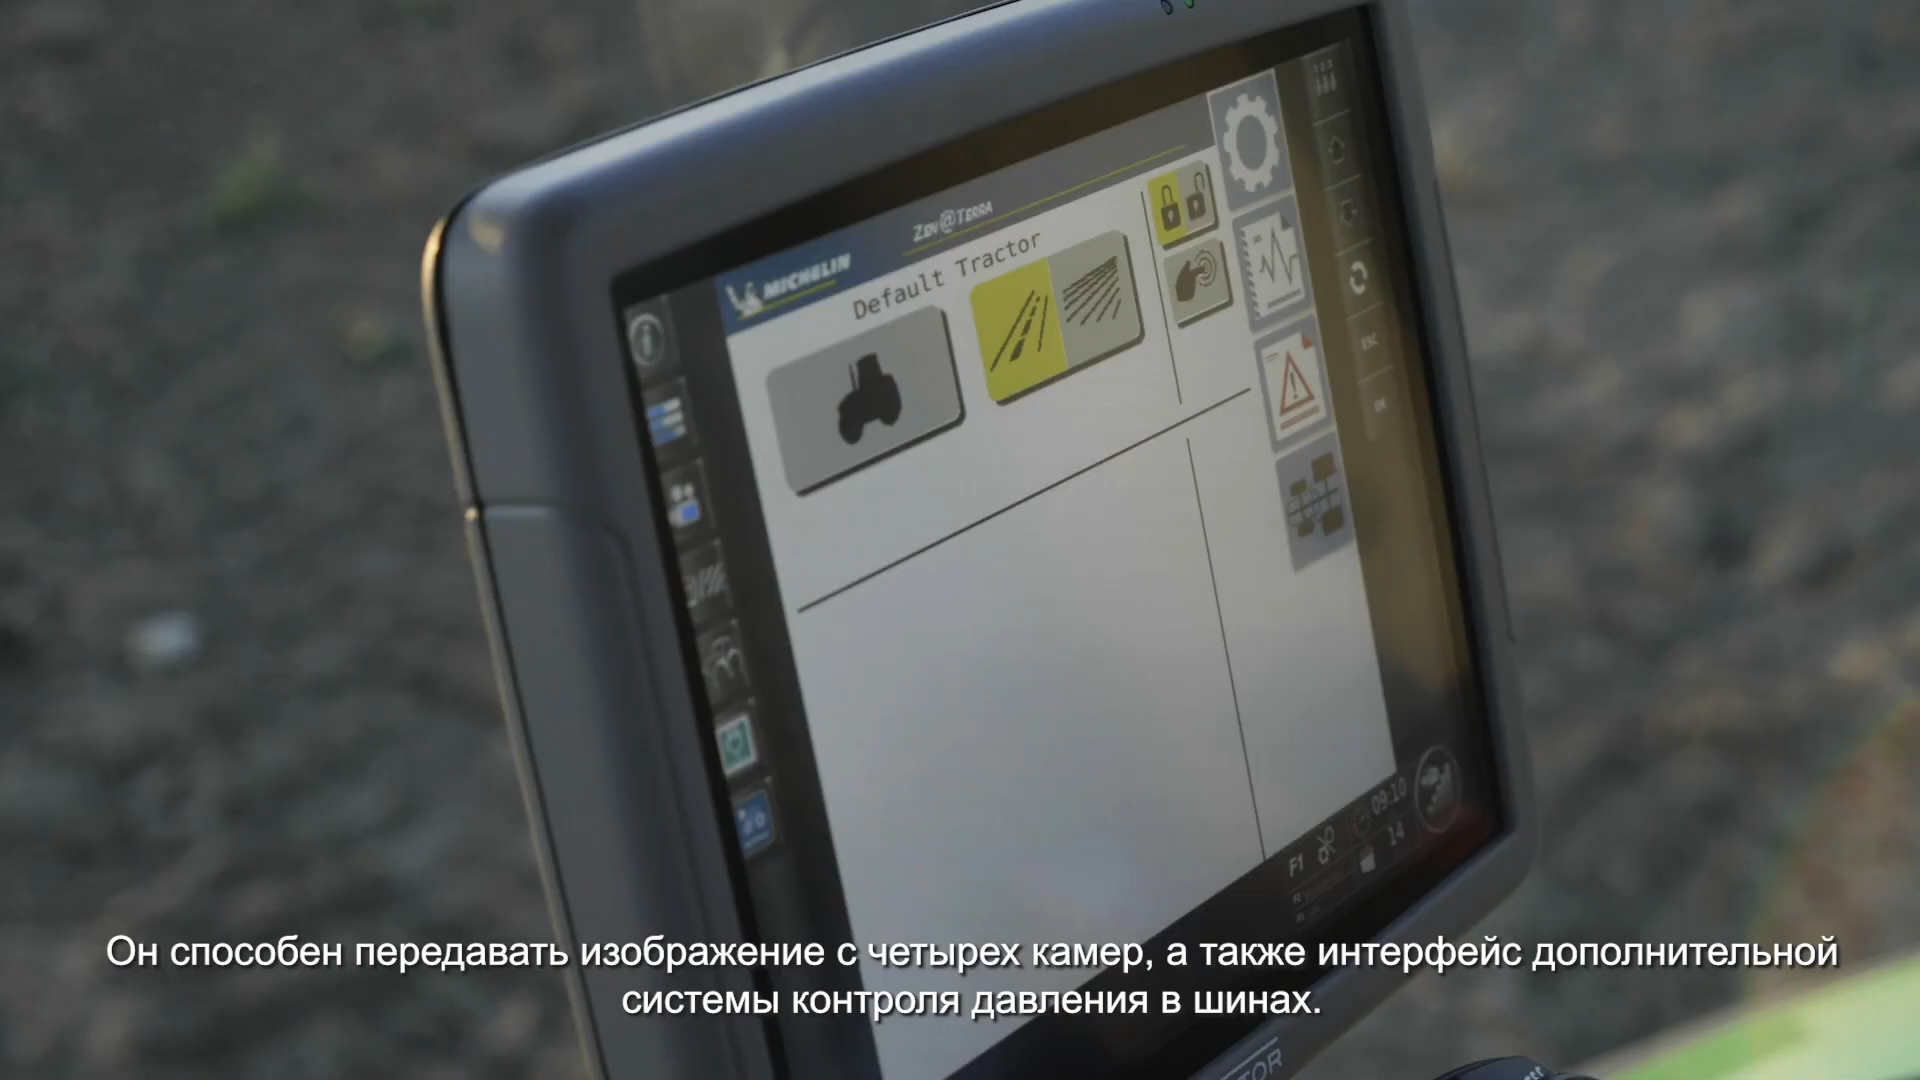 ZEN@TERRA
MICHELIN
Default Tractor
ESC
OK
09:10
14
F1
Он способен передавать изображение с четырех камер, а также интерфейс дополнительной
системы контроля давления в шинах.